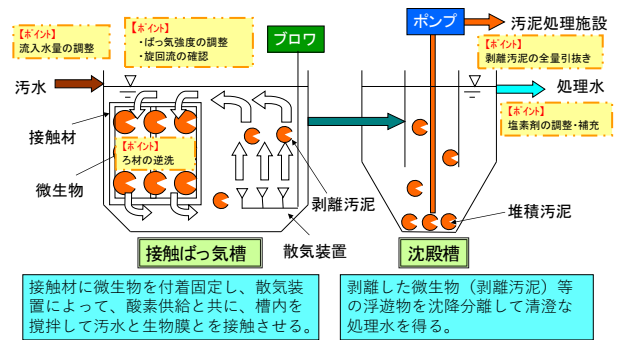 【ﾎﾟｲﾝﾄ】
流入水量の調整
【ﾎﾟｲﾝﾄ】
・ばっ気強度の調整
・旋回流の確認
ブロワ
ポンプ
汚泥処理施設
【ﾎﾟｲﾝﾄ】
剥離汚泥の全量引抜き
汚水
処理水
接触材
【ﾎﾟｲﾝﾄ】
ろ材の逆洗
【ﾎﾟｲﾝﾄ】
塩素剤の調整・補充
微生物
剥離汚泥
堆積汚泥
散気装置
接触ばっ気槽
沈殿槽
接触材に微生物を付着固定し、散気装
置によって、酸素供給と共に、槽内を
撹拌して汚水と生物膜とを接触させる。
剥離した微生物（剥離汚泥）等
の浮遊物を沈降分離して清澄な
処理水を得る。